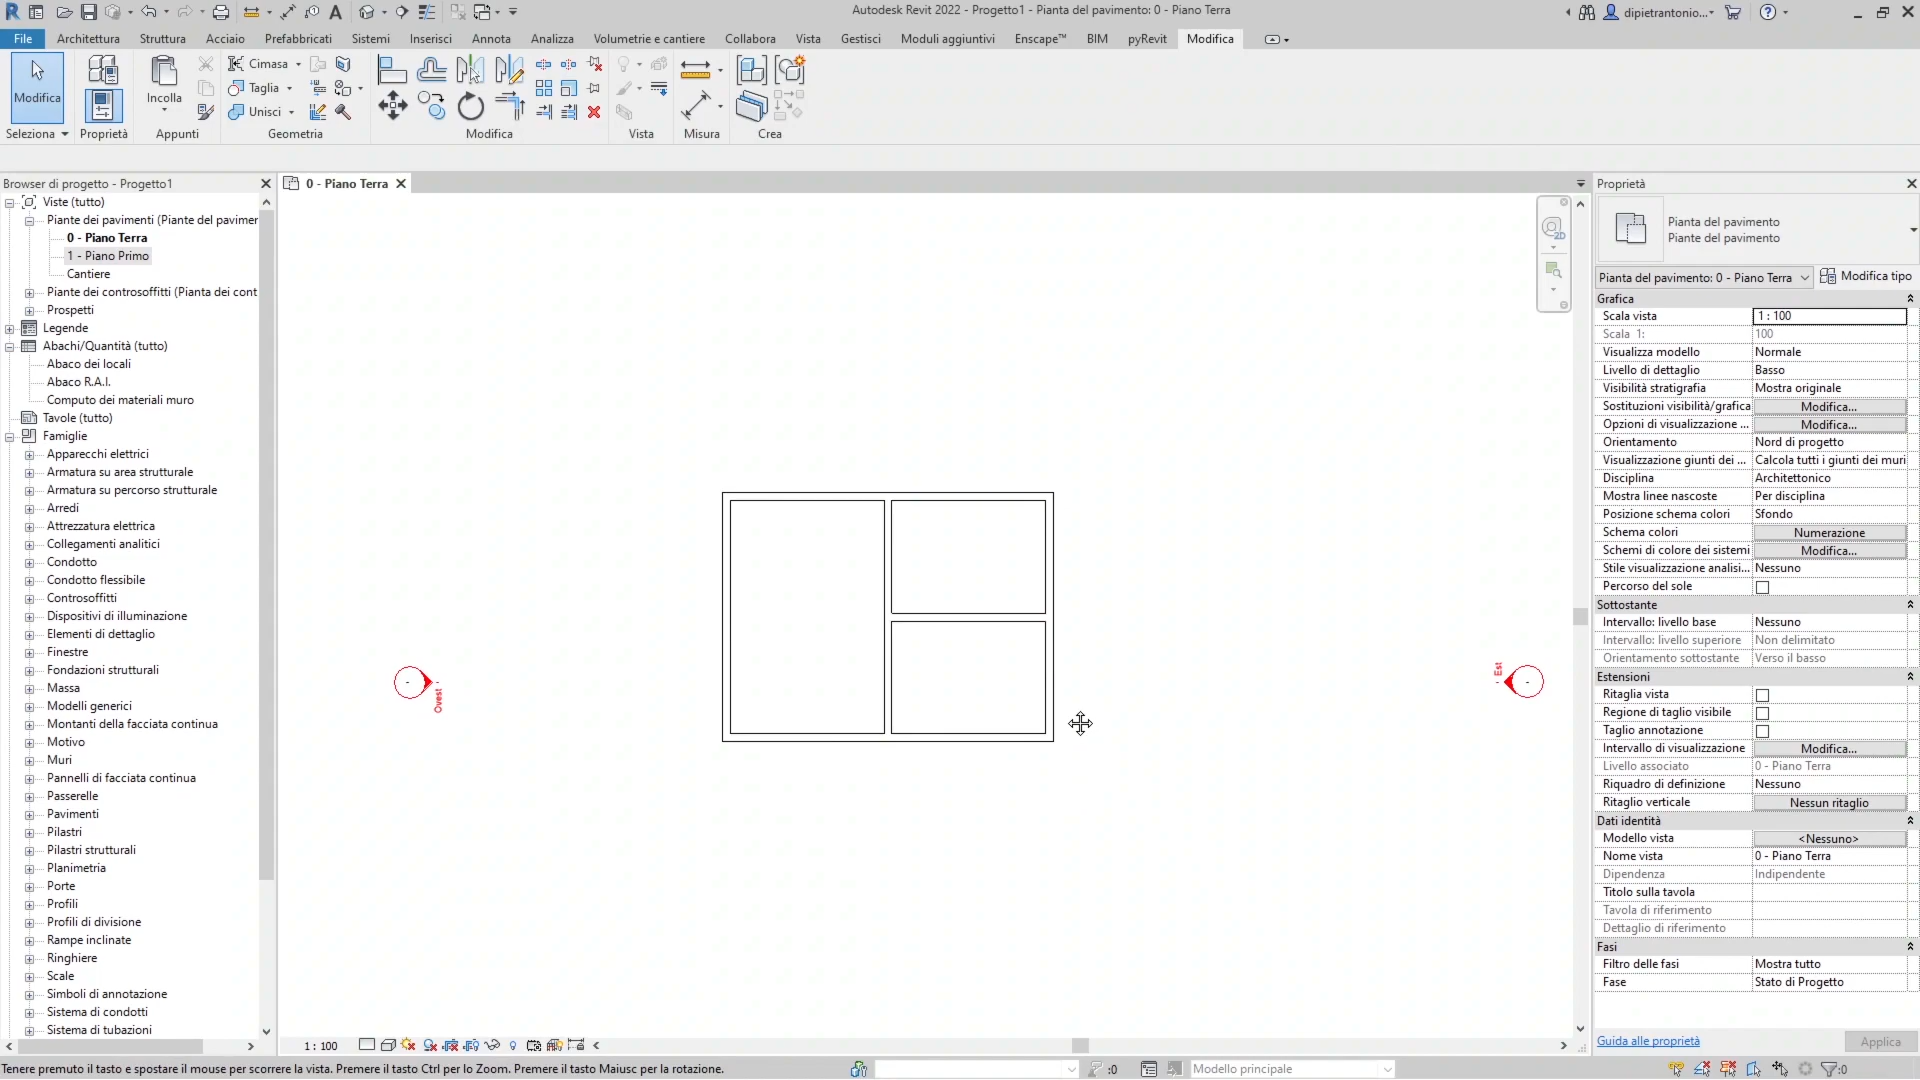 Autodesk Revit 2022 - Progetto1 - Pianta del pavimento: 0 - Piano Terra
dipietrantonio...
File Architettura Struttura Acciaio Prefabbricati Sistemi Inserisci Annota Analizza Volumetrie e cantiere Collabora Vista Gestisci Moduli aggiuntivi Enscape™ BIM pyRevit Modifica
Modifica
Incolla
Cimasa
Taglia
Unisci
Seleziona Proprietà Appunti Geometria Modifica Vista Misura Crea
Browser di progetto - Progetto1
Viste (tutto)
Piante dei pavimenti (Piante del pavimer
0 - Piano Terra
1 - Piano Primo
Cantiere
Piante dei controsoffitti (Pianta dei cont
Prospetti
Legende
Abachi/Quantità (tutto)
Abaco dei locali
Abaco R.A.I.
Computo dei materiali muro
Tavole (tutto)
Famiglie
Apparecchi elettrici
Armatura su area strutturale
Armatura su percorso strutturale
Arredi
Attrezzatura elettrica
Collegamenti analitici
Condotto
Condotto flessibile
Controsoffitti
Dispositivi di illuminazione
Elementi di dettaglio
Finestre
Fondazioni strutturali
Massa
Modelli generici
Montanti della facciata continua
Motivo
Muri
Pannelli di facciata continua
Passerelle
Pavimenti
Pilastri
Pilastri strutturali
Planimetria
Porte
Profili
Profili di divisione
Rampe inclinate
Ringhiere
Scale
Simboli di annotazione
Sistema di condotti
Sistema di tubazioni
0 - Piano Terra
2D
Ovest
Est
1 : 100
Proprietà
Pianta del pavimento
Piante del pavimento
Pianta del pavimento: 0 - Piano Terra Modifica tipo
Grafica
Scala vista 1 : 100
Scala 1: 100
Visualizza modello Normale
Livello di dettaglio Basso
Visibilità stratigrafia Mostra originale
Sostituzioni visibilità/grafica Modifica...
Opzioni di visualizzazione ... Modifica...
Orientamento Nord di progetto
Visualizzazione giunti dei ... Calcola tutti i giunti dei muri
Disciplina Architettonico
Mostra linee nascoste Per disciplina
Posizione schema colori Sfondo
Schema colori Numerazione
Schemi di colore dei sistemi Modifica...
Stile visualizzazione analisi... Nessuno
Percorso del sole
Sottostante
Intervallo: livello base Nessuno
Intervallo: livello superiore Non delimitato
Orientamento sottostante Verso il basso
Estensioni
Ritaglia vista
Regione di taglio visibile
Taglio annotazione
Intervallo di visualizzazione Modifica...
Livello associato 0 - Piano Terra
Riquadro di definizione Nessuno
Ritaglio verticale Nessun ritaglio
Dati identità
Modello vista <Nessuno>
Nome vista 0 - Piano Terra
Dipendenza Indipendente
Titolo sulla tavola
Tavola di riferimento
Dettaglio di riferimento
Fasi
Filtro delle fasi Mostra tutto
Fase Stato di Progetto
Guida alle proprietà Applica
Tenere premuto il tasto e spostare il mouse per scorrere la vista. Premere il tasto Ctrl per lo Zoom. Premere il tasto Maiusc per la rotazione. :0 Modello principale :0